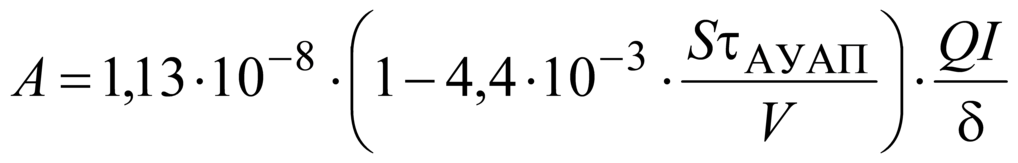 A = 1,13·10⁻⁸ · (1 − 4,4·10⁻³ · Sτ_АУАП / V) · QI / δ